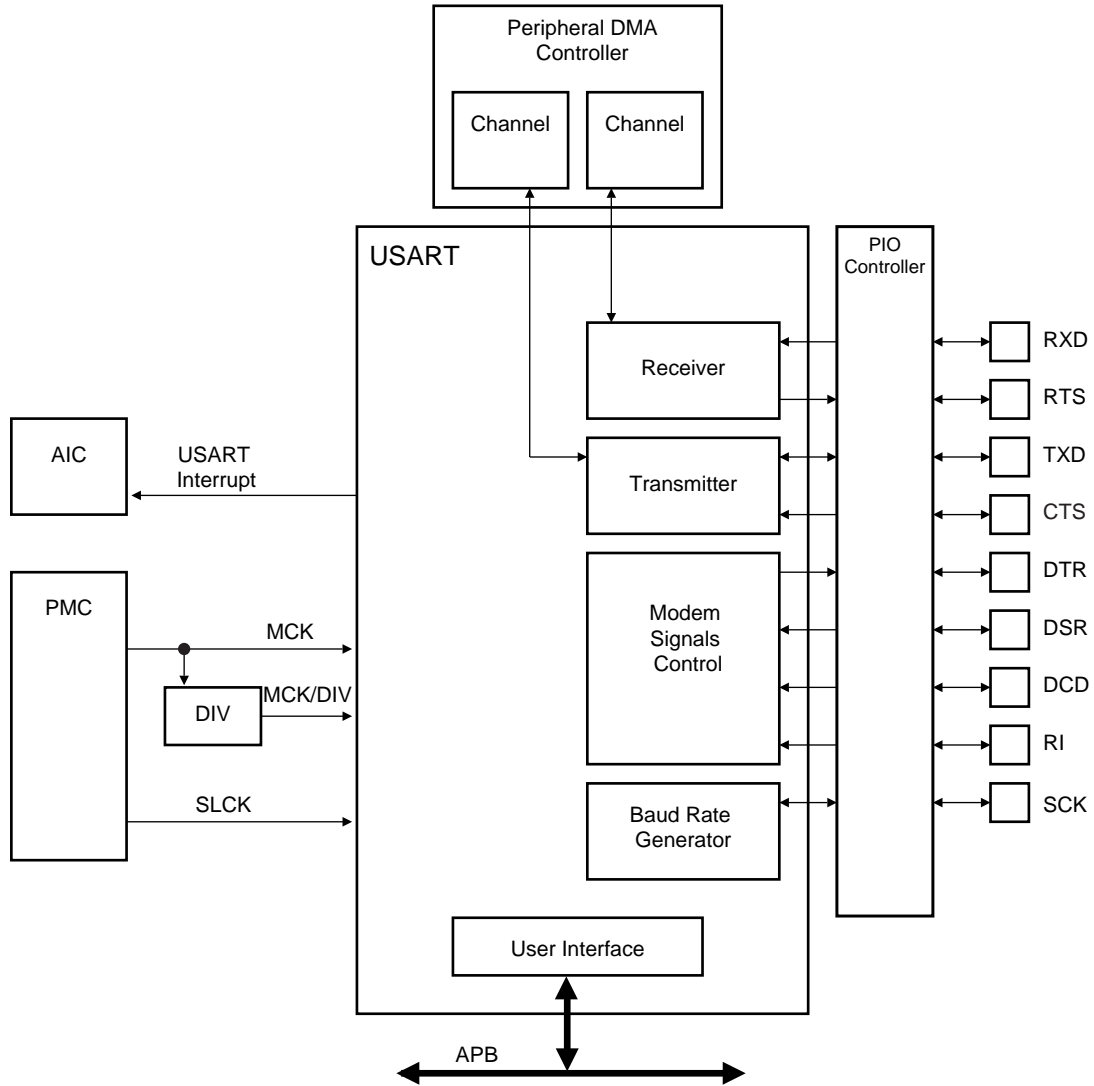 Peripheral DMA
Controller
Channel
Channel
USART
PIO
Controller
Receiver
RXD
RTS
AIC
USART
Interrupt
Transmitter
TXD
CTS
PMC
MCK
DIV
MCK/DIV
SLCK
Modem
Signals
Control
DTR
DSR
DCD
RI
Baud Rate
Generator
SCK
User Interface
APB